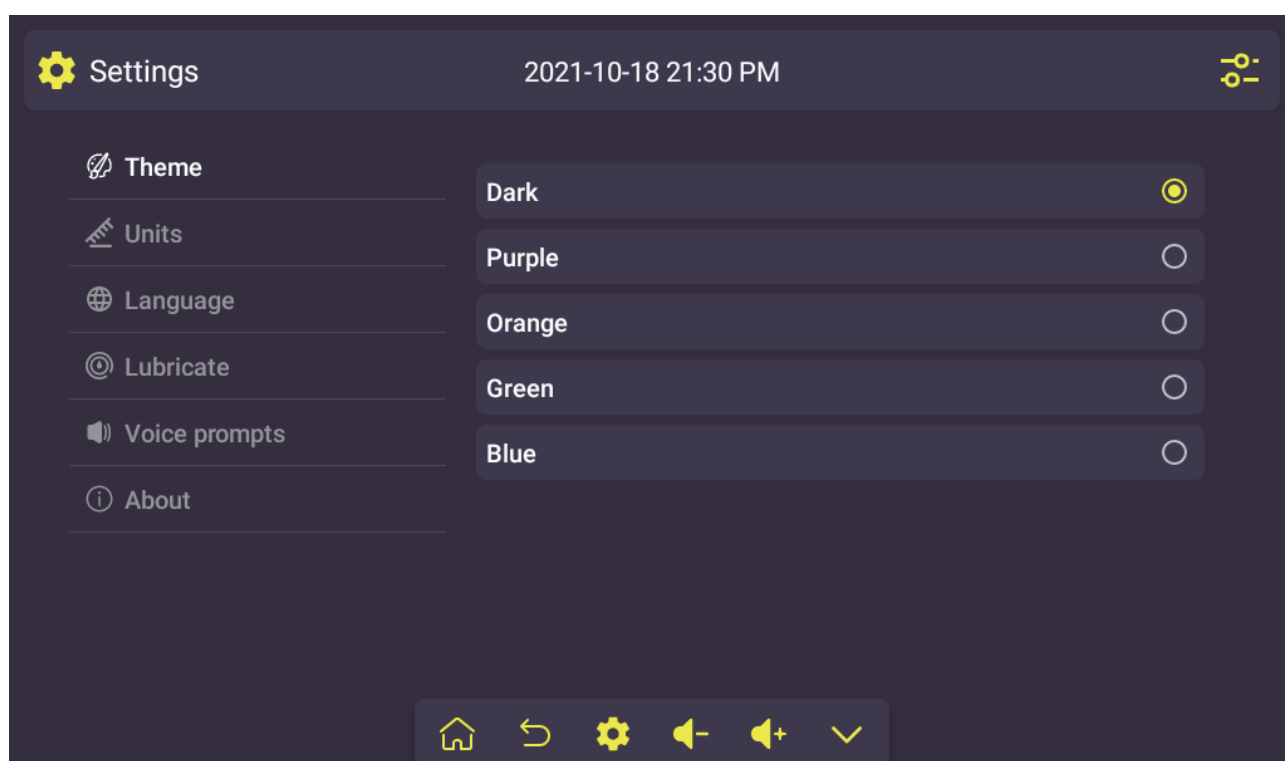 Settings
2021-10-18 21:30 PM
Theme
Units
Language
Lubricate
Voice prompts
About
Dark
Purple
Orange
Green
Blue